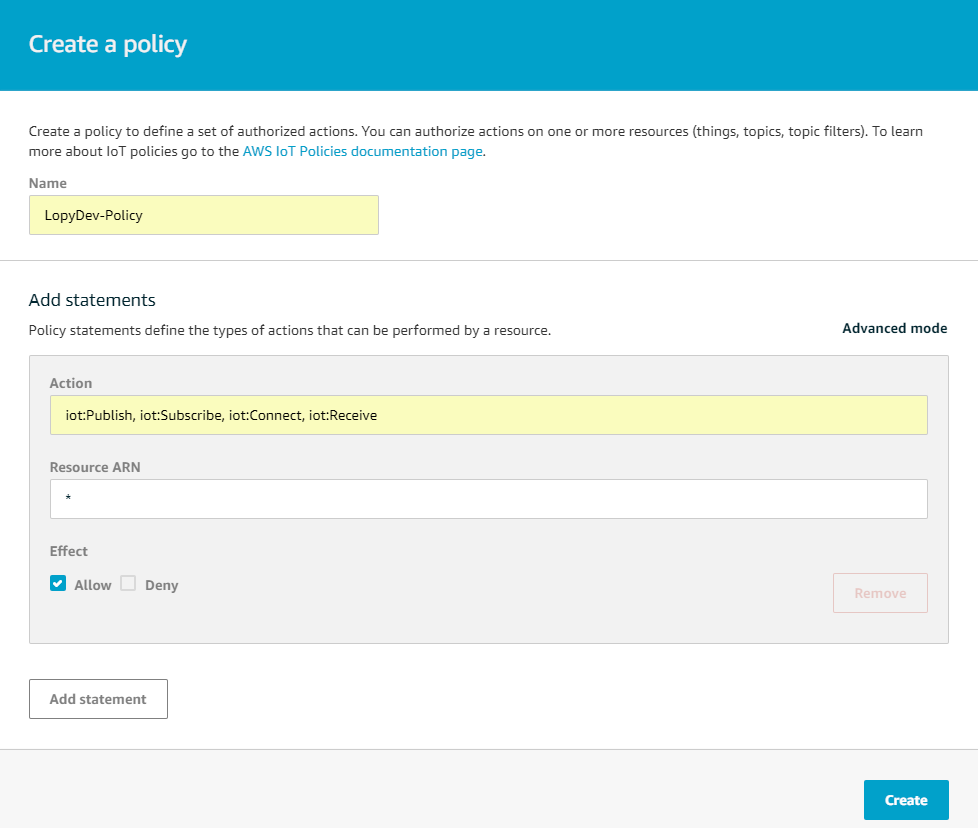 Create a policy
Create a policy to define a set of authorized actions. You can authorize actions on one or more resources (things, topics, topic filters). To learn
more about IoT policies go to the AWS IoT Policies documentation page.
Name
LopyDev-Policy
Add statements
Policy statements define the types of actions that can be performed by a resource.
Advanced mode
Action
iot:Publish, iot:Subscribe, iot:Connect, iot:Receive
Resource ARN
*
Effect
Allow Deny
Remove
Add statement
Create